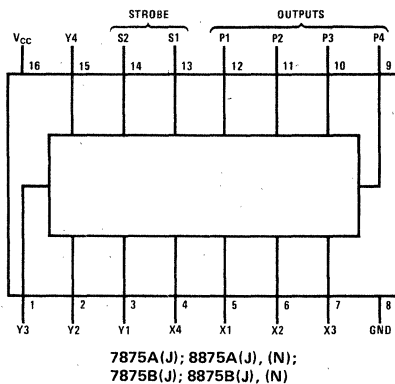 STROBE OUTPUTS
VCC Y4 S2 S1 P1 P2 P3 P4
16 15 14 13 12 11 10 9
1 2 3 4 5 6 7 8
Y3 Y2 Y1 X4 X1 X2 X3 GND
7875A(J); 8875A(J), (N);
7875B(J); 8875B(J), (N)